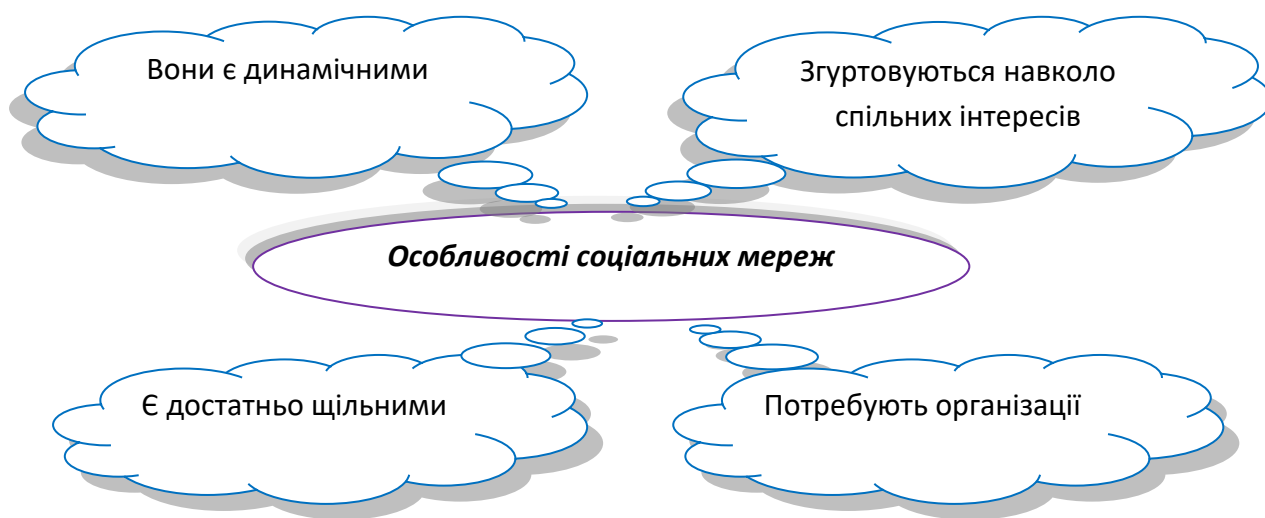 Вони є динамічними
Згуртовуються навколо
спільних інтересів
Особливості соціальних мереж
Є достатньо щільними
Потребують організації